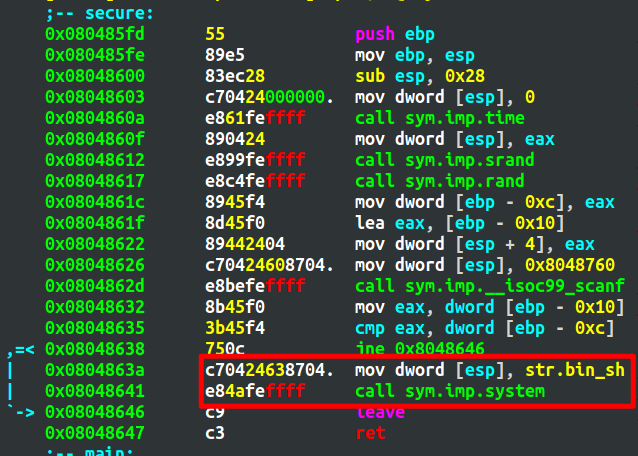 ;-- secure:
0x080485fd 55 push ebp
0x080485fe 89e5 mov ebp, esp
0x08048600 83ec28 sub esp, 0x28
0x08048603 c70424000000. mov dword [esp], 0
0x0804860a e861feffff call sym.imp.time
0x0804860f 890424 mov dword [esp], eax
0x08048612 e899feffff call sym.imp.srand
0x08048617 e8c4feffff call sym.imp.rand
0x0804861c 8945f4 mov dword [ebp - 0xc], eax
0x0804861f 8d45f0 lea eax, [ebp - 0x10]
0x08048622 89442404 mov dword [esp + 4], eax
0x08048626 c70424608704. mov dword [esp], 0x8048760
0x0804862d e8befeffff call sym.imp.__isoc99_scanf
0x08048632 8b45f0 mov eax, dword [ebp - 0x10]
0x08048635 3b45f4 cmp eax, dword [ebp - 0xc]
,=< 0x08048638 750c jne 0x8048646
| 0x0804863a c70424638704. mov dword [esp], str.bin_sh
| 0x08048641 e84afeffff call sym.imp.system
`-> 0x08048646 c9 leave
0x08048647 c3 ret
;-- main: